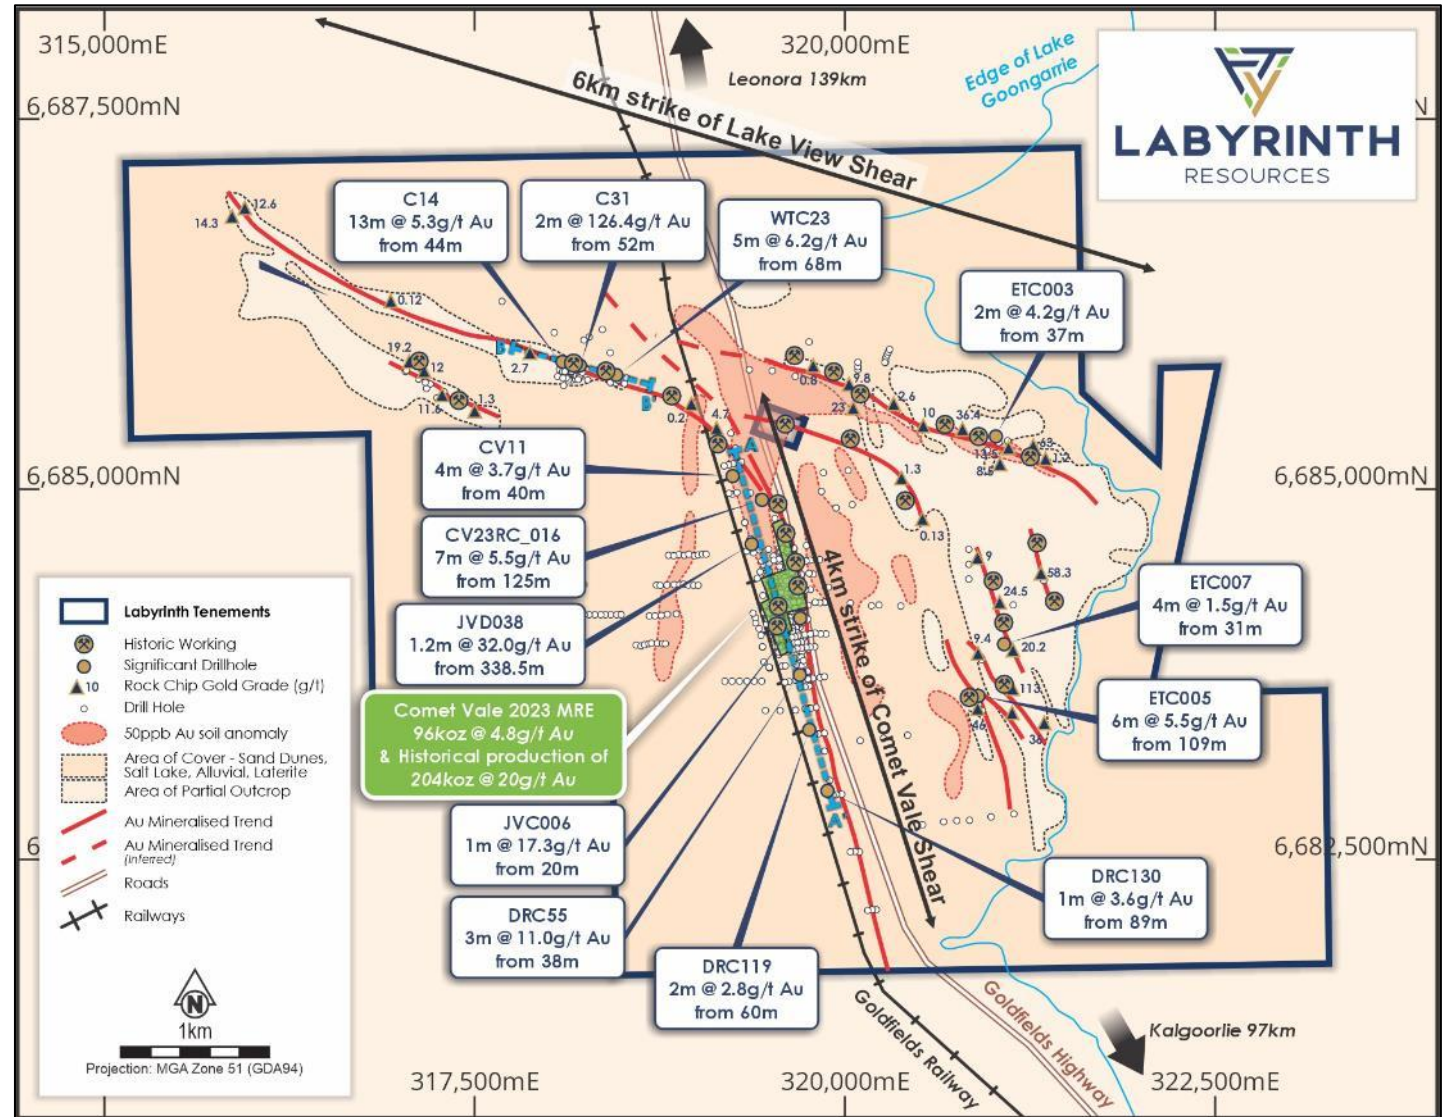 315,000mE
320,000mE
Leonora 139km
Edge of Lake
Goongarrie
LABYRINTH
RESOURCES
6,687,500mN
N
6km strike of Lake View Shear
C14
13m @ 5.3g/t Au
from 44m
C31
2m @ 126.4g/t Au
from 52m
WTC23
5m @ 6.2g/t Au
from 68m
ETC003
2m @ 4.2g/t Au
from 37m
14.3
12.6
0.12
19.2
12
11.6
1.3
2.7
B
B'
0.2
4.7
A
0.8
9.8
23
2.6
10
36.4
63
1.2
8.5
1.3
0.13
CV11
4m @ 3.7g/t Au
from 40m
6,685,000mN
6,685,000mN
CV23RC_016
7m @ 5.5g/t Au
from 125m
JVD038
1.2m @ 32.0g/t Au
from 338.5m
4km strike of Comet Vale Shear
9
58.3
24.5
9.4
20.2
113
46
ETC007
4m @ 1.5g/t Au
from 31m
ETC005
6m @ 5.5g/t Au
from 109m
Comet Vale 2023 MRE
96koz @ 4.8g/t Au
& Historical production of
204koz @ 20g/t Au
JVC006
1m @ 17.3g/t Au
from 20m
DRC55
3m @ 11.0g/t Au
from 38m
DRC119
2m @ 2.8g/t Au
from 60m
DRC130
1m @ 3.6g/t Au
from 89m
A'
6
6,682,500mN
Labyrinth Tenements
Historic Working
Significant Drillhole
10 Rock Chip Gold Grade (g/t)
Drill Hole
50ppb Au soil anomaly
Area of Cover - Sand Dunes,
Salt Lake, Alluvial, Laterite
Area of Partial Outcrop
Au Mineralised Trend
Au Mineralised Trend
(Inferred)
Roads
Railways
N
1km
Projection: MGA Zone 51 (GDA94)
Goldfields Railway
Goldfields Highway
Kalgoorlie 97km
317,500mE
320,000mE
322,500mE